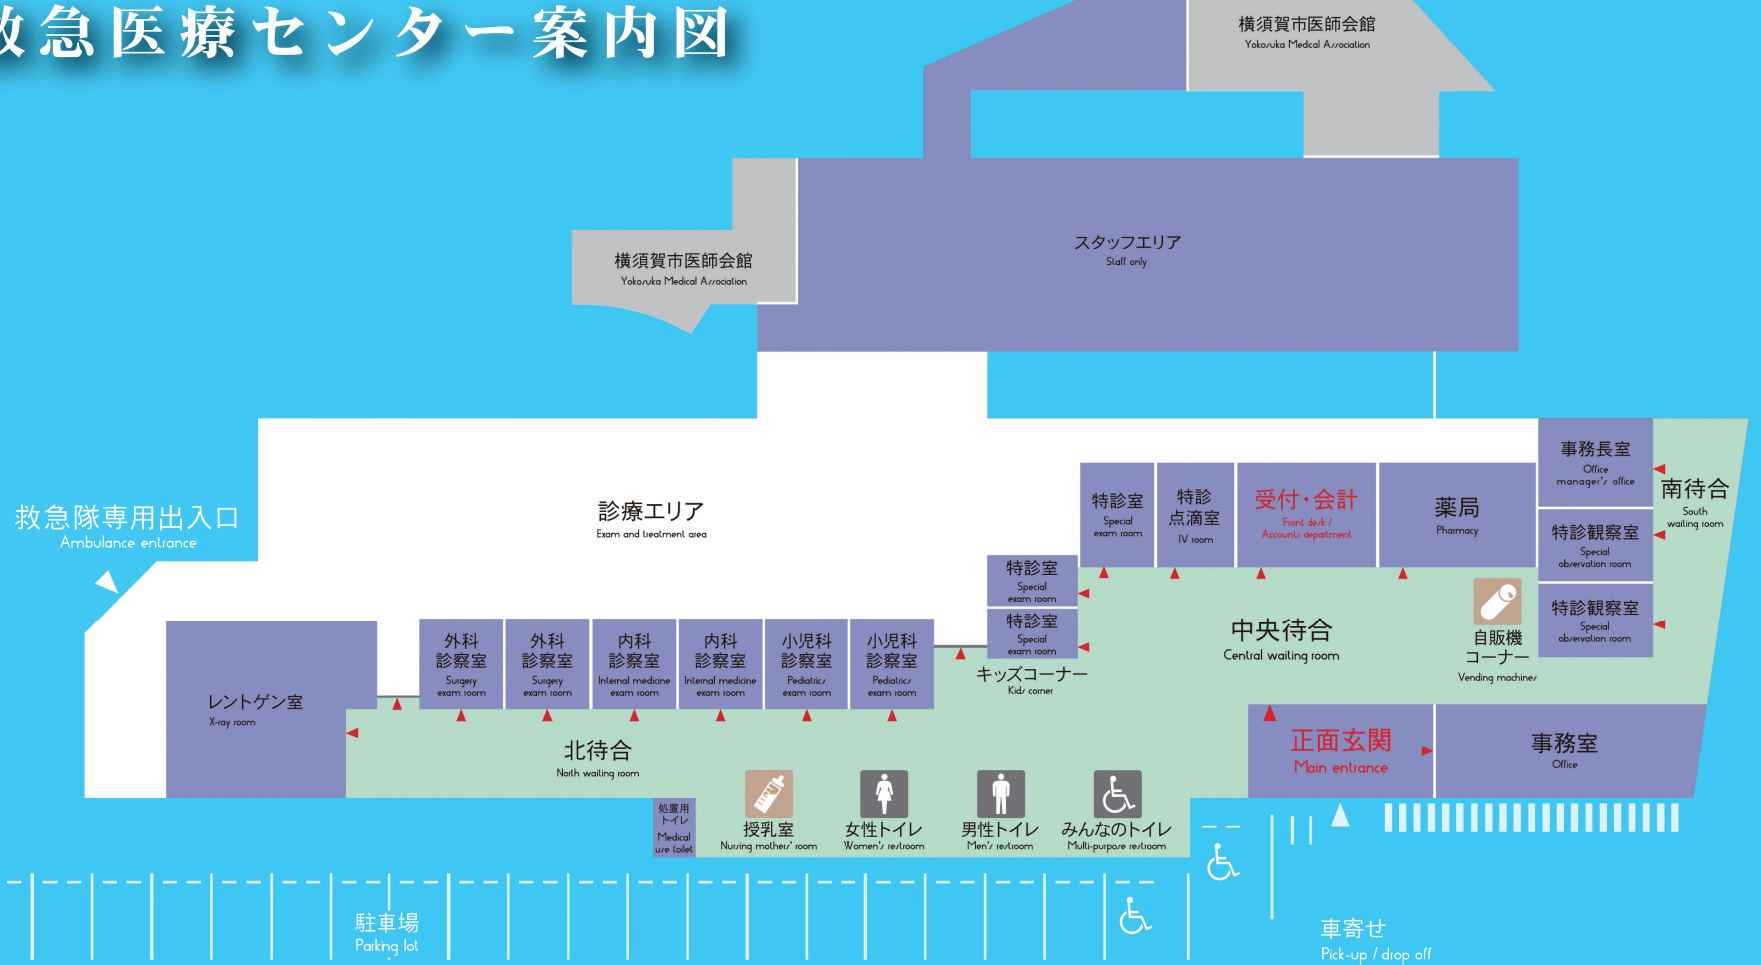 救急医療センター案内図
横須賀市医師会館
Yokosuka Medical Association
横須賀市医師会館
Yokosuka Medical Association
スタッフエリア
Staff only
救急隊専用出入口
Ambulance entrance
診療エリア
Exam and treatment area
特診室
Special
exam room
特診
点滴室
IV room
受付・会計
Front desk /
Accounts department
薬局
Pharmacy
事務長室
Office
manager's office
南待合
South
waiting room
特診観察室
Special
observation room
特診観察室
Special
observation room
特診室
Special
exam room
特診室
Special
exam room
キッズコーナー
Kids corner
中央待合
Central waiting room
自販機
コーナー
Vending machines
レントゲン室
X-ray room
外科
診察室
Surgery
exam room
外科
診察室
Surgery
exam room
内科
診察室
Internal medicine
exam room
内科
診察室
Internal medicine
exam room
小児科
診察室
Pediatrics
exam room
小児科
診察室
Pediatrics
exam room
北待合
North waiting room
正面玄関
Main entrance
事務室
Office
処置用
トイレ
Medical
use toilet
授乳室
Nursing mothers' room
女性トイレ
Women's restroom
男性トイレ
Men's restroom
みんなのトイレ
Multi-purpose restroom
駐車場
Parking lot
車寄せ
Pick-up / drop off